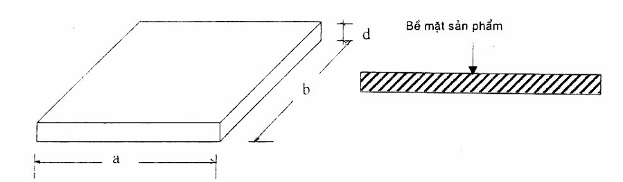 d
Bề mặt sản phẩm
b
a